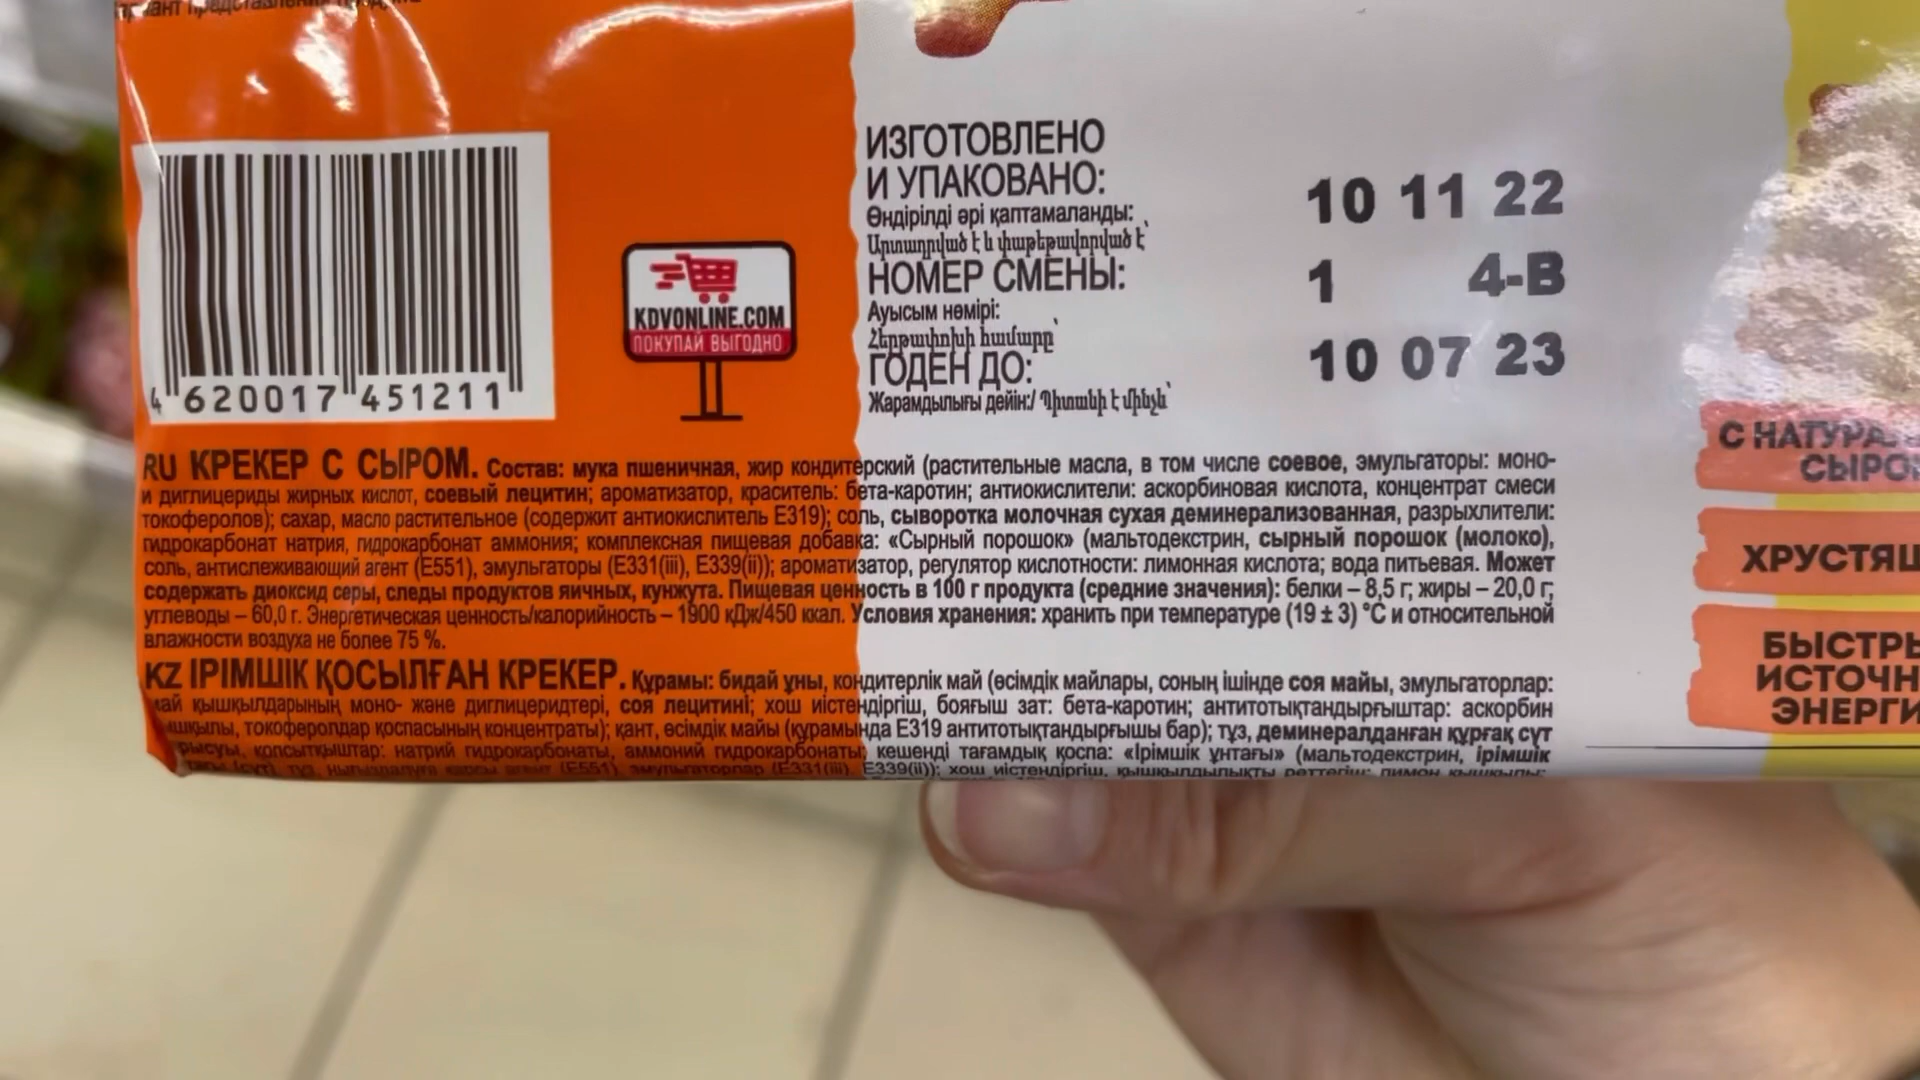 ИЗГОТОВЛЕНО
И УПАКОВАНО:
Өндірілді әрі қаптамаланды:
Արտադրված է և փաթեթավորված է՝
10 11 22
НОМЕР СМЕНЫ:
Ауысым нөмірі:
Հերթափոխի համարը՝
1 4-В
ГОДЕН ДО:
Жарамдылығы дейін:/ Պիտանի է մինչև՝
10 07 23
KDVONLINE.COM
ПОКУПАЙ ВЫГОДНО
4 620017 451211
RU КРЕКЕР С СЫРОМ. Состав: мука пшеничная, жир кондитерский (растительные масла, в том числе соевое, эмульгаторы: моно-
и диглицериды жирных кислот, соевый лецитин; ароматизатор, краситель: бета-каротин; антиокислители: аскорбиновая кислота, концентрат смеси
токоферолов); сахар, масло растительное (содержит антиокислитель Е319); соль, сыворотка молочная сухая деминерализованная, разрыхлители:
гидрокарбонат натрия, гидрокарбонат аммония; комплексная пищевая добавка: «Сырный порошок» (мальтодекстрин, сырный порошок (молоко),
соль, антислеживающий агент (Е551), эмульгаторы (Е331(iii), Е339(ii)); ароматизатор, регулятор кислотности: лимонная кислота; вода питьевая. Может
содержать диоксид серы, следы продуктов яичных, кунжута. Пищевая ценность в 100 г продукта (средние значения): белки – 8,5 г; жиры – 20,0 г;
углеводы – 60,0 г. Энергетическая ценность/калорийность – 1900 кДж/450 ккал. Условия хранения: хранить при температуре (19 ± 3) °С и относительной
влажности воздуха не более 75 %.
KZ ІРІМШІК ҚОСЫЛҒАН КРЕКЕР. Құрамы: бидай ұны, кондитерлік май (өсімдік майлары, соның ішінде соя майы, эмульгаторлар:
май қышқылдарының моно- және диглицеридтері, соя лецитині; хош иістендіргіш, бояғыш зат: бета-каротин; антитотықтандырғыштар: аскорбин
қышқылы, токоферолдар қоспасының концентраты); қант, өсімдік майы (құрамында Е319 антитотықтандырғышы бар); тұз, деминералданған құрғақ сүт
сарысуы, қопсытқыштар: натрий гидрокарбонаты, аммоний гидрокарбонаты; кешенді тағамдық қоспа: «Ірімшік ұнтағы» (мальтодекстрин, ірімшік
(Е551), эмульгаторлар (Е331(iii), Е339(ii)); хош иістендіргіш, қышқылдылықты реттегіш: лимон қышқылы;
С НАТУРА
СЫРО
ХРУСТЯЩ
БЫСТРЫ
ИСТОЧН
ЭНЕРГИ